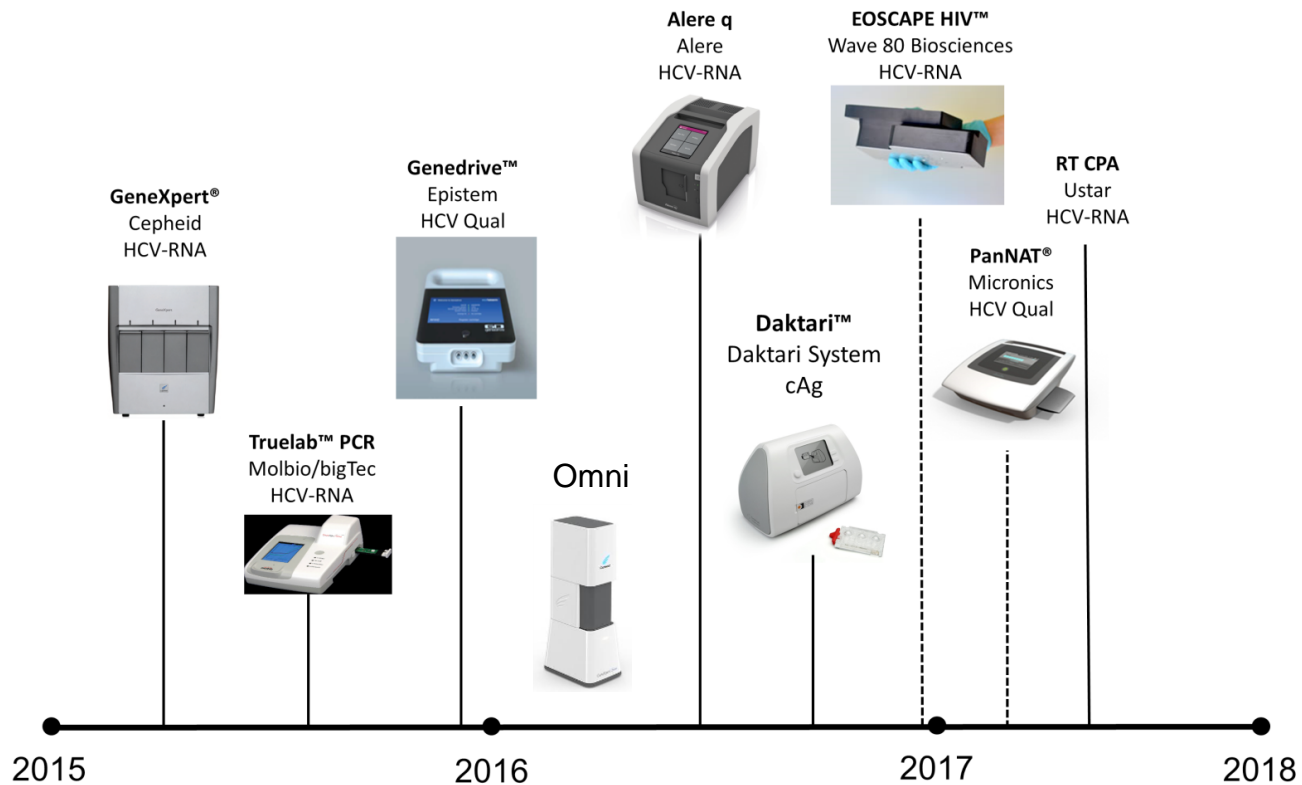 GeneXpert®
Cepheid
HCV-RNA
Truelab™ PCR
Molbio/bigTec
HCV-RNA
Genedrive™
Epistem
HCV Qual
Omni
Alere q
Alere
HCV-RNA
Daktari™
Daktari System
cAg
EOSCAPE HIV™
Wave 80 Biosciences
HCV-RNA
PanNAT®
Micronics
HCV Qual
RT CPA
Ustar
HCV-RNA
2015
2016
2017
2018